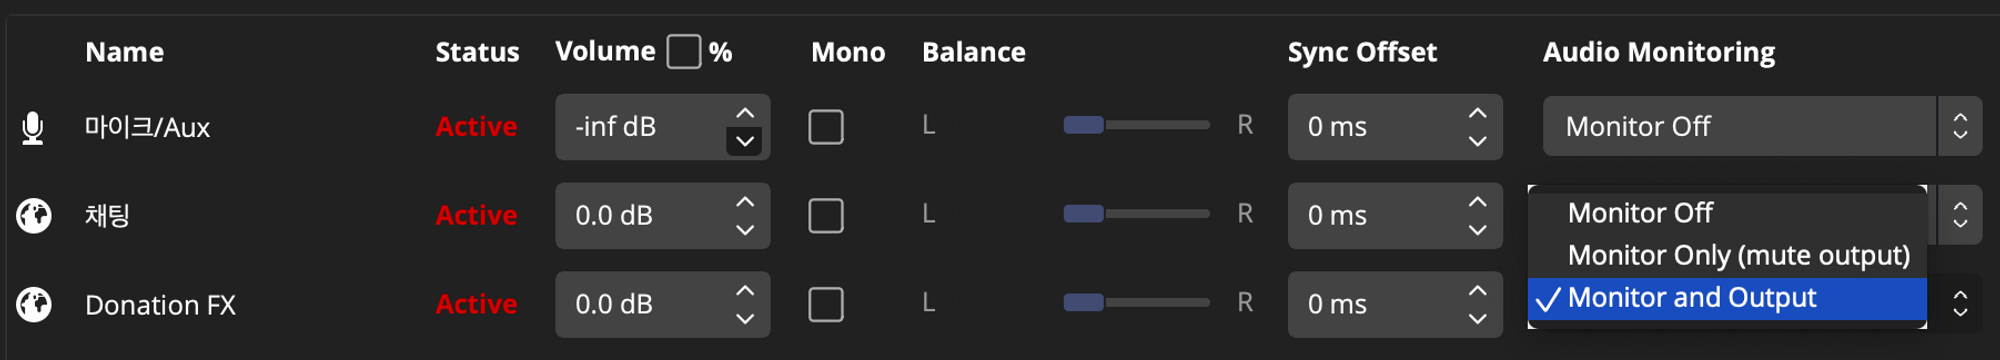 Name Status Volume % Mono Balance Sync Offset Audio Monitoring
마이크/Aux Active -inf dB L R 0 ms Monitor Off
채팅 Active 0.0 dB L R 0 ms Monitor Off
Monitor Only (mute output)
Donation FX Active 0.0 dB L R 0 ms Monitor and Output